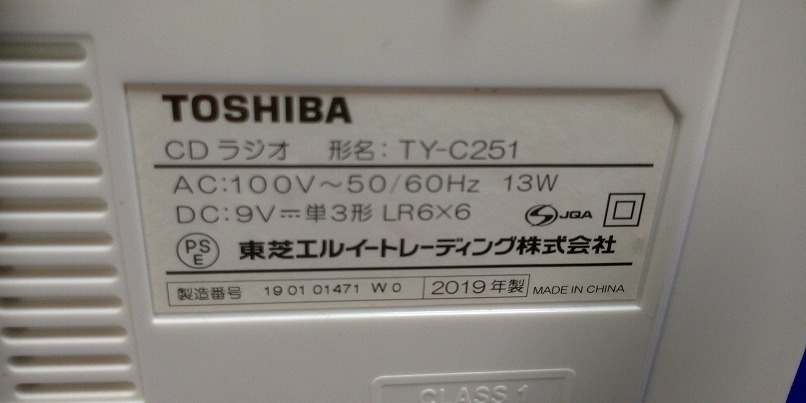 TOSHIBA
CDラジオ 形名: TY-C251
AC:100V〜50/60Hz 13W
DC:9V⎓単3形 LR6×6 JQA
PS
E
東芝エルイートレーディング株式会社
製造番号 19 01 01471 W 0 2019年製 MADE IN CHINA
CLASS 1